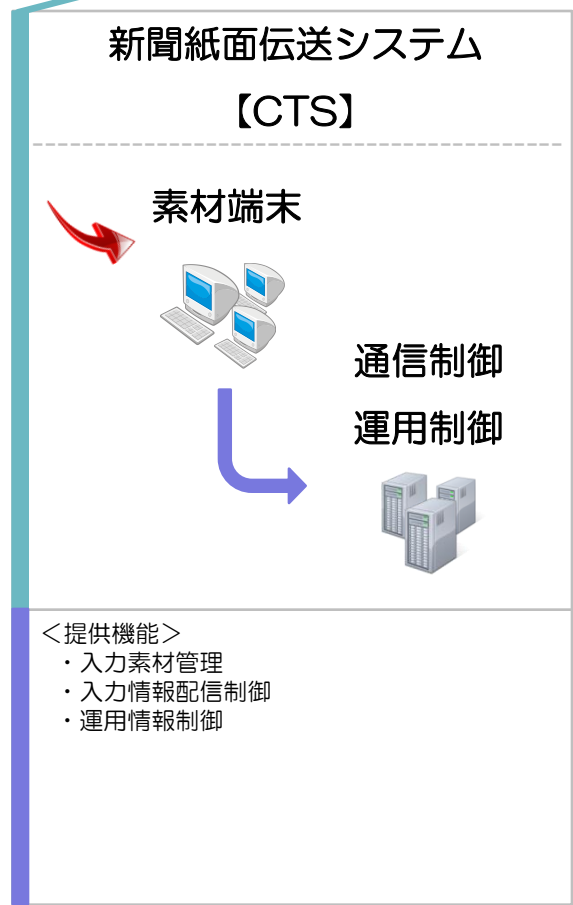 新聞紙面伝送システム
【CTS】
素材端末
通信制御
運用制御
＜提供機能＞
・入力素材管理
・入力情報配信制御
・運用情報制御